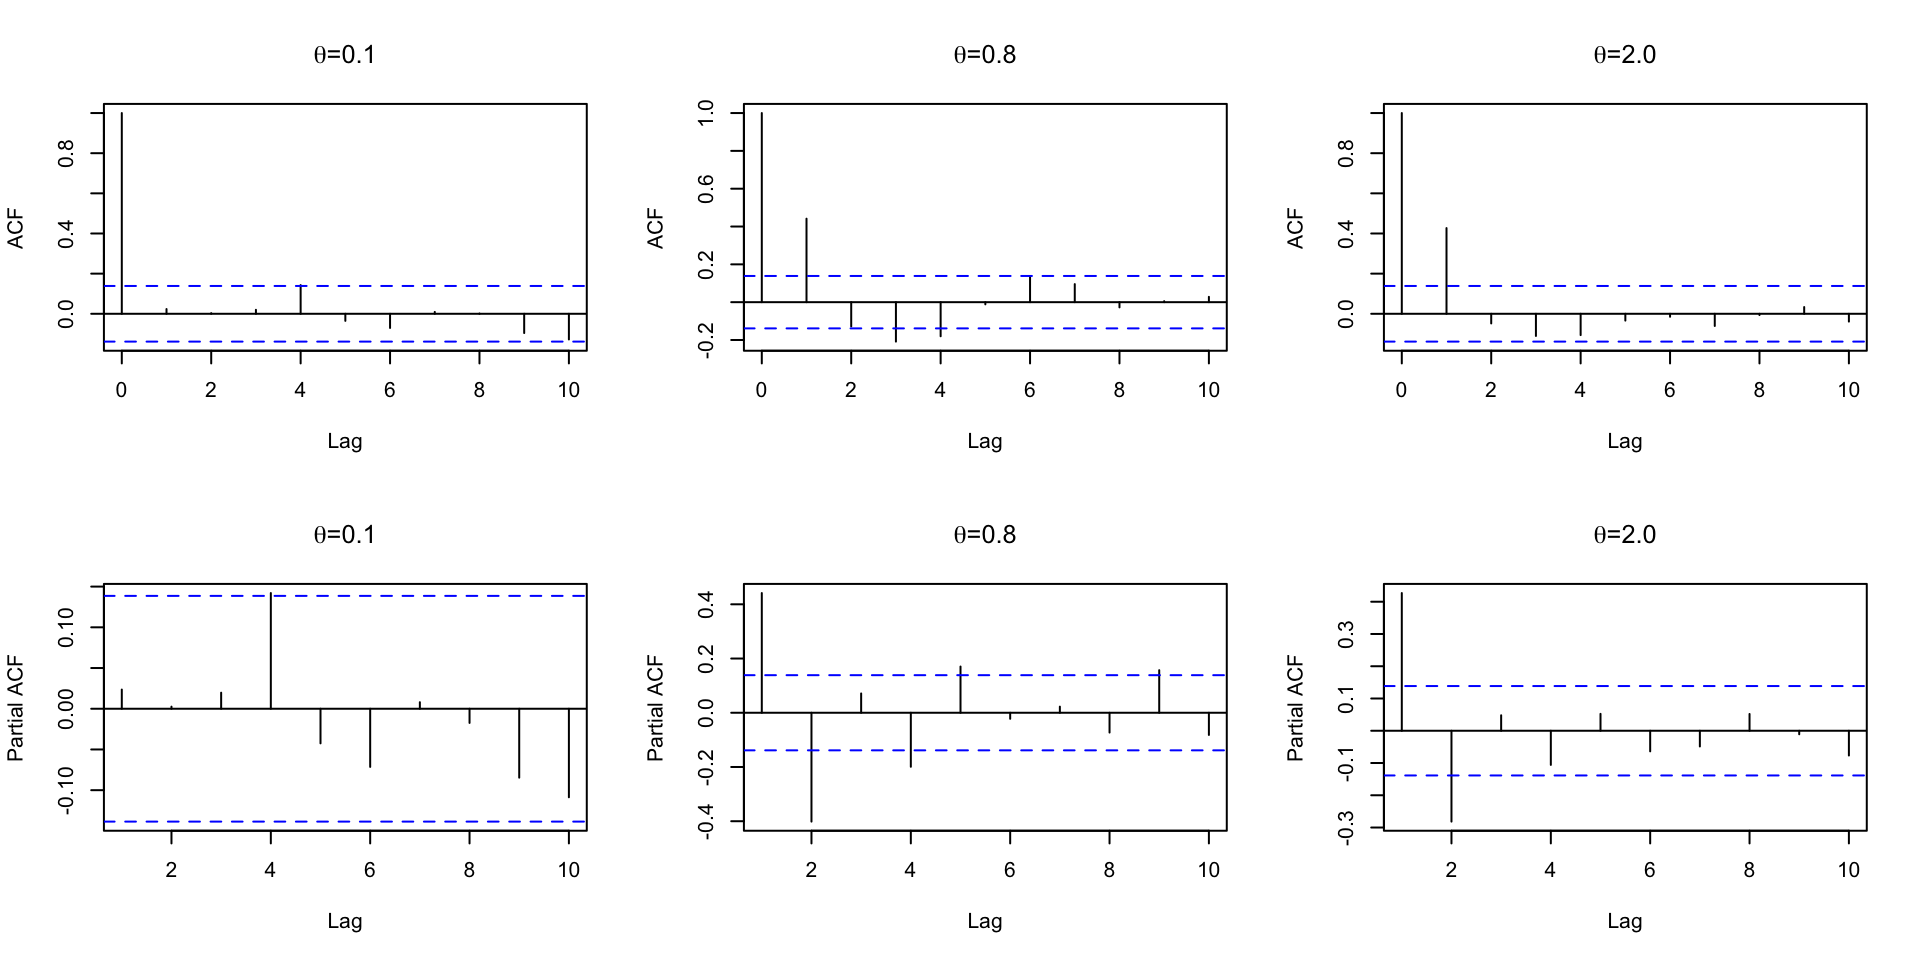 θ=0.1
θ=0.8
θ=2.0
ACF
0.0 0.4 0.8
0 2 4 6 8 10
Lag
ACF
-0.2 0.2 0.6 1.0
0 2 4 6 8 10
Lag
ACF
0.0 0.4 0.8
0 2 4 6 8 10
Lag
θ=0.1
θ=0.8
θ=2.0
Partial ACF
-0.10 0.00 0.10
2 4 6 8 10
Lag
Partial ACF
-0.4 -0.2 0.0 0.2 0.4
2 4 6 8 10
Lag
Partial ACF
-0.3 -0.1 0.1 0.3
2 4 6 8 10
Lag